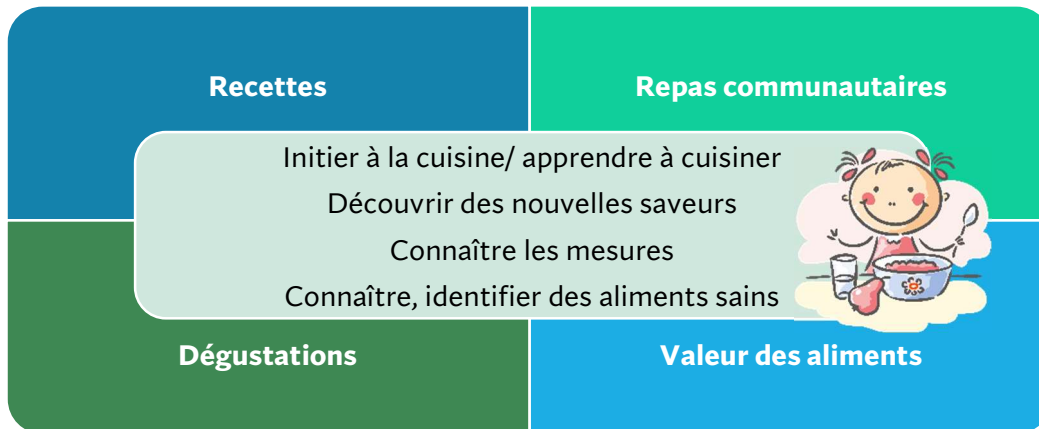 Recettes
Repas communautaires
Initier à la cuisine/ apprendre à cuisiner
Découvrir des nouvelles saveurs
Connaître les mesures
Connaître, identifier des aliments sains
Dégustations
Valeur des aliments